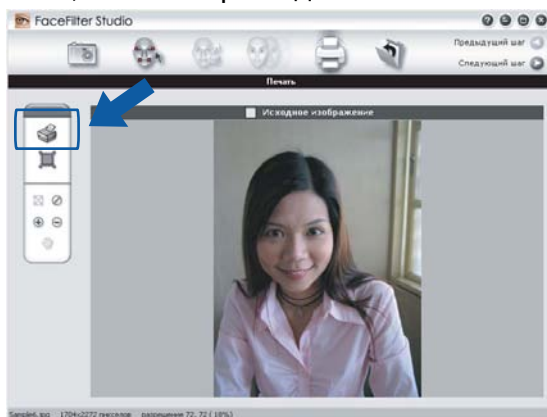 FaceFilter Studio
Предыдущий шаг
Следующий шаг
Печать
Исходное изображение
Sample6.jpg 1704x2272 пикселов разрешение 72, 72 ( 18%)